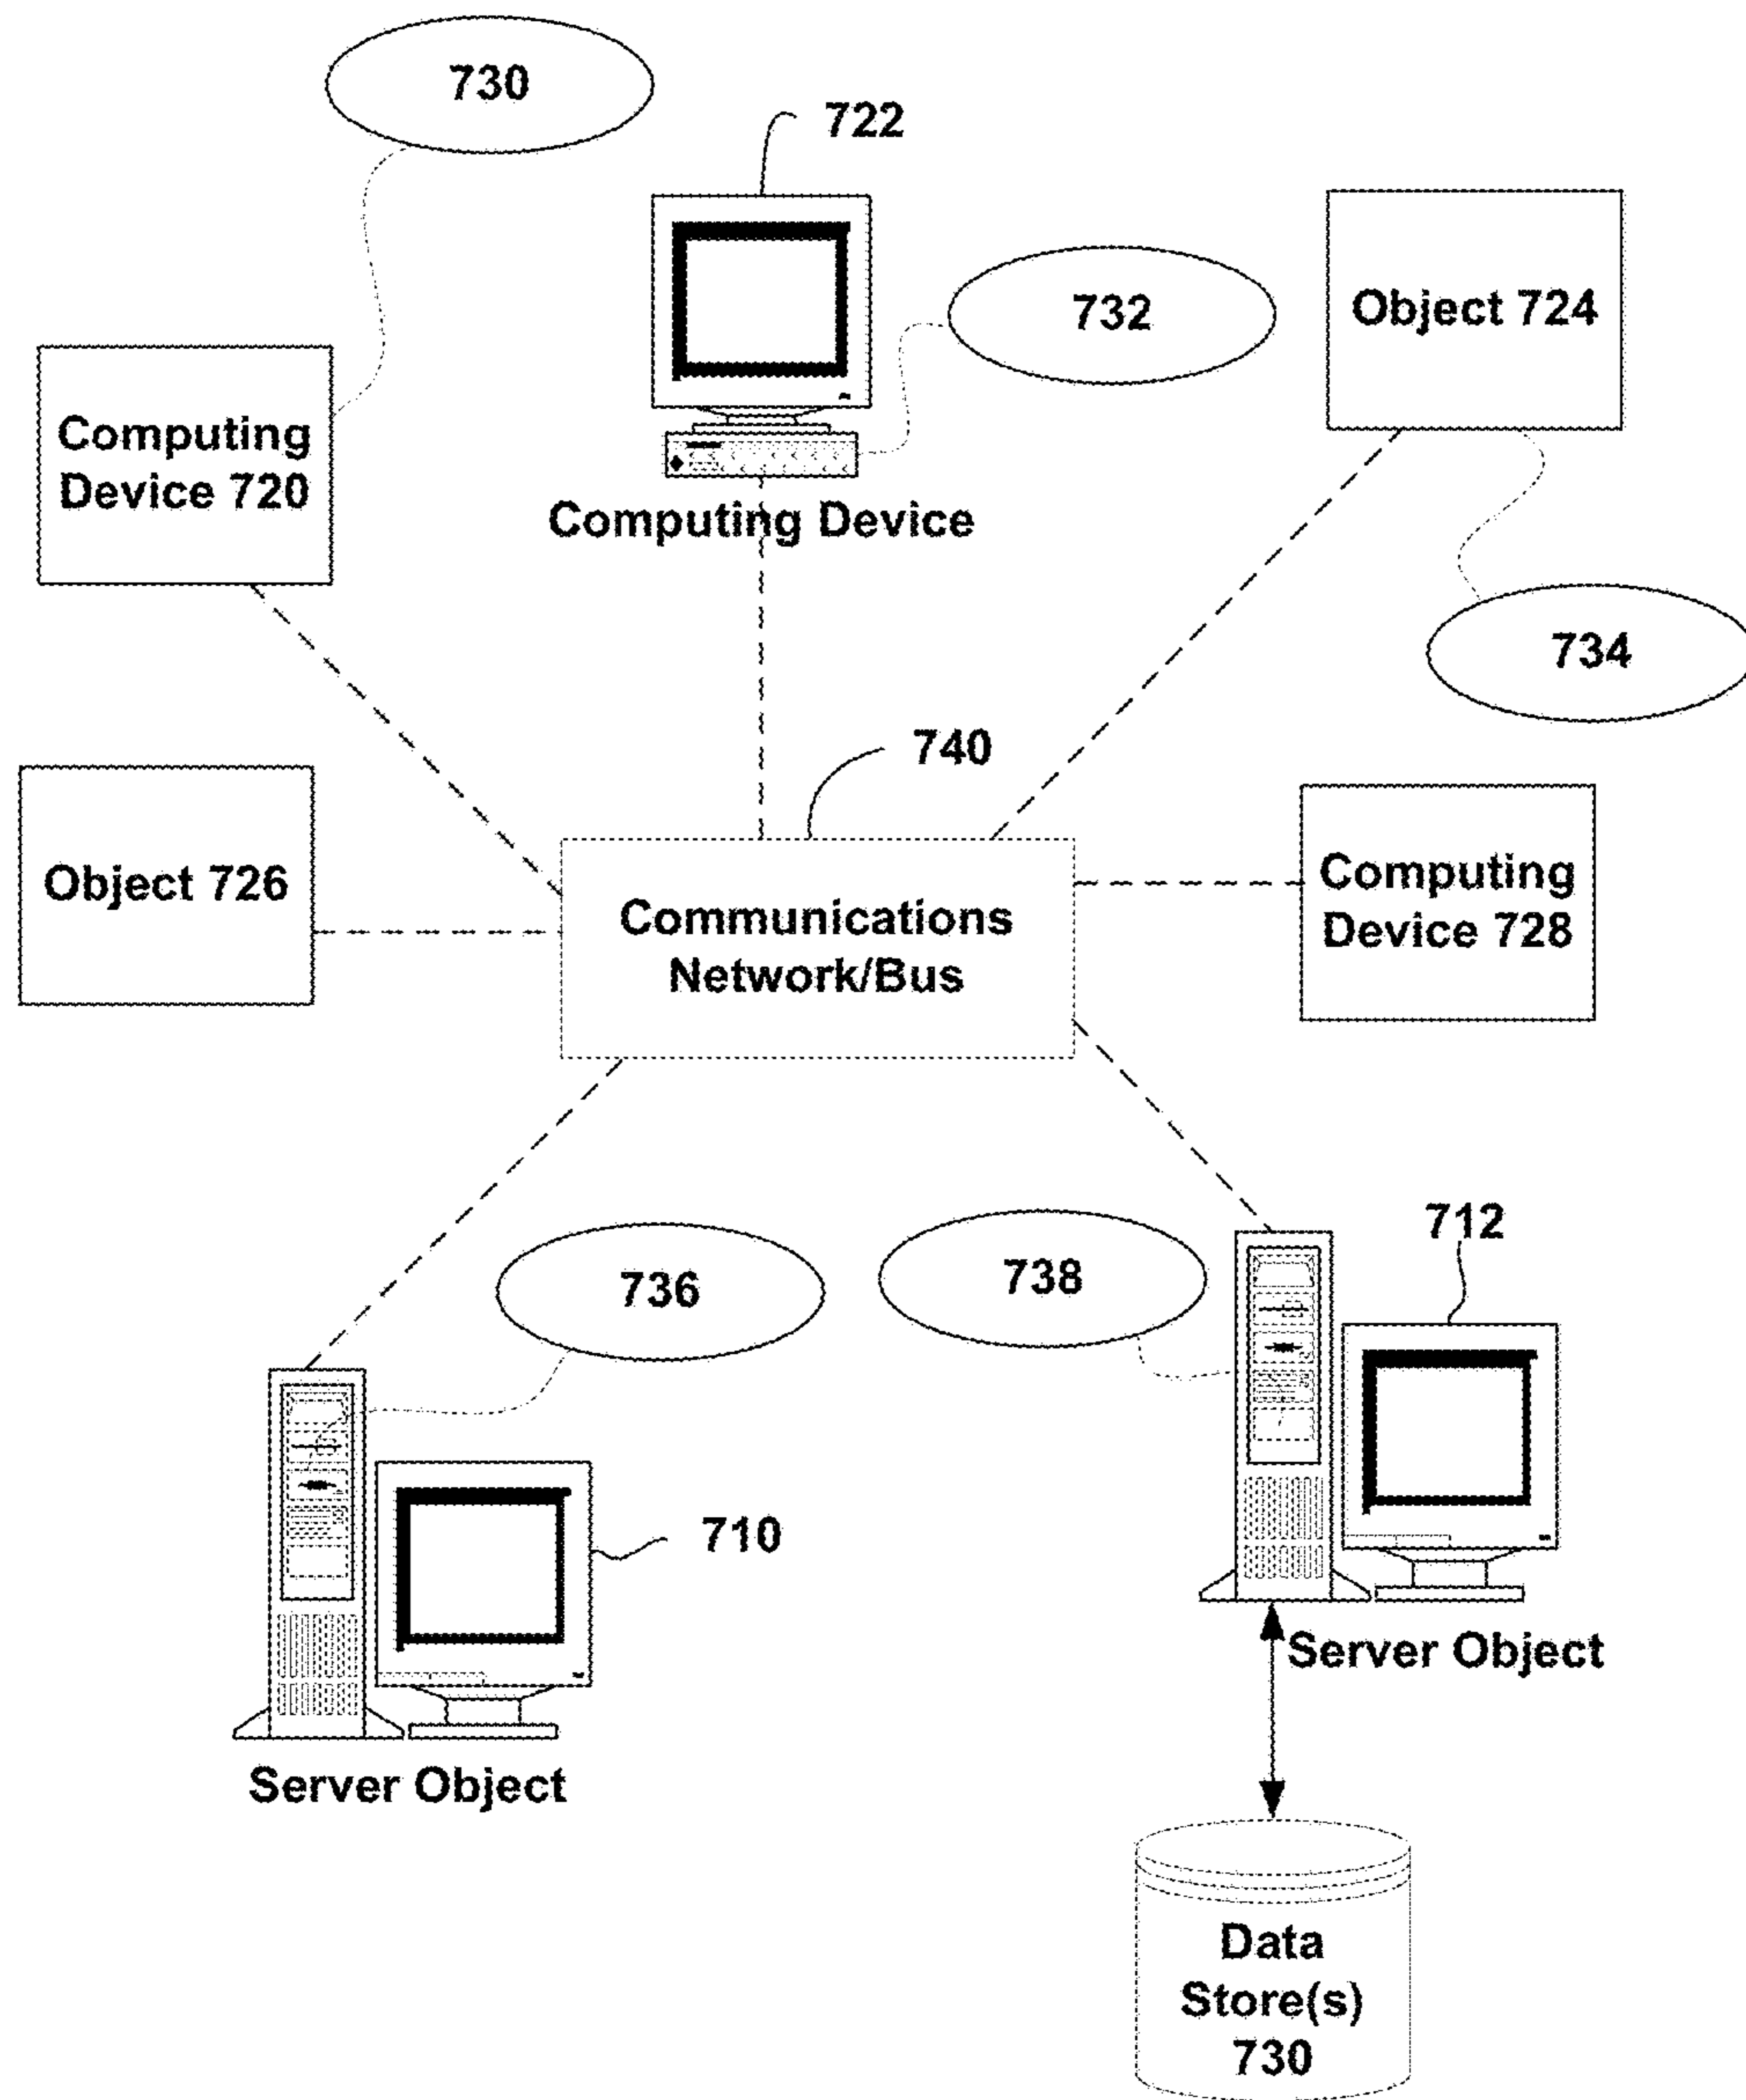 730
722
732
Object 724
Computing
Device 720
Computing Device
734
740
Object 726
Communications
Network/Bus
Computing
Device 728
736
738
712
710
Server Object
Server Object
Data
Store(s)
730